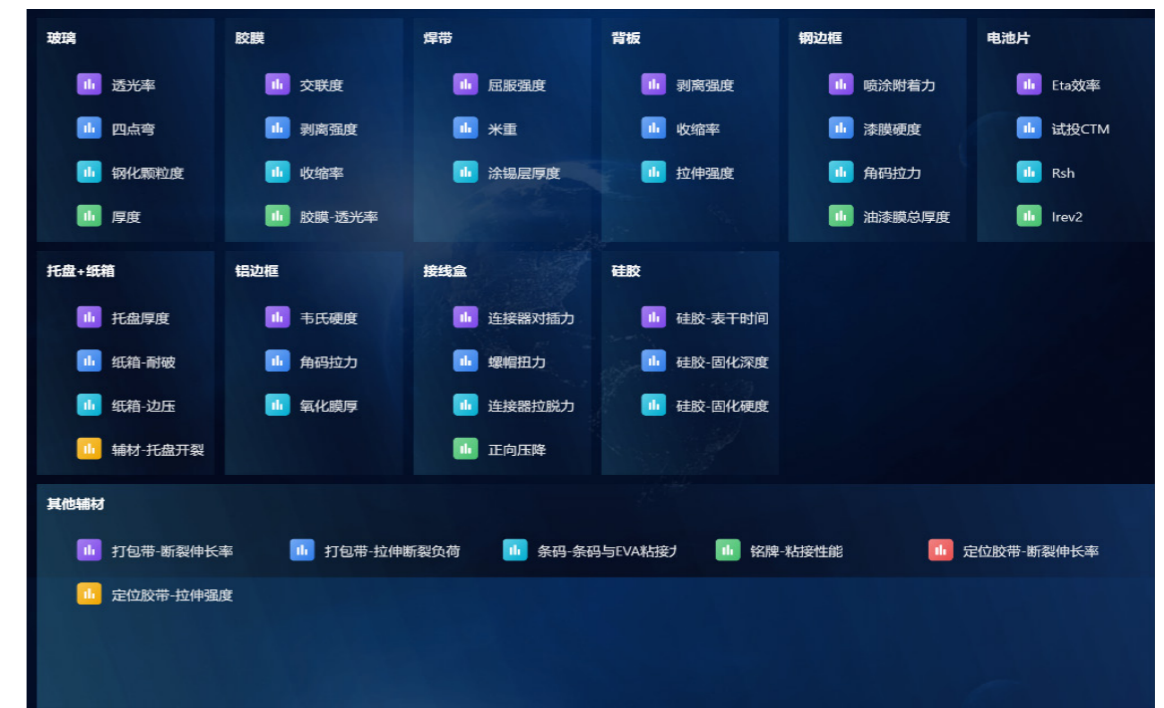 玻璃
透光率
四点弯
钢化颗粒度
厚度
胶膜
交联度
剥离强度
收缩率
胶膜-透光率
焊带
屈服强度
米重
涂锡层厚度
背板
剥离强度
收缩率
拉伸强度
钢边框
喷涂附着力
漆膜硬度
角码拉力
油漆膜总厚度
电池片
Eta效率
试投CTM
Rsh
Irev2
托盘+纸箱
托盘厚度
纸箱-耐破
纸箱-边压
辅材-托盘开裂
铝边框
韦氏硬度
角码拉力
氧化膜厚
接线盒
连接器对插力
螺帽扭力
连接器拉脱力
正向压降
硅胶
硅胶-表干时间
硅胶-固化深度
硅胶-固化硬度
其他辅材
打包带-断裂伸长率
打包带-拉伸断裂负荷
条码-条码与EVA粘接
铭牌-粘接性能
定位胶带-断裂伸长率
定位胶带-拉伸强度